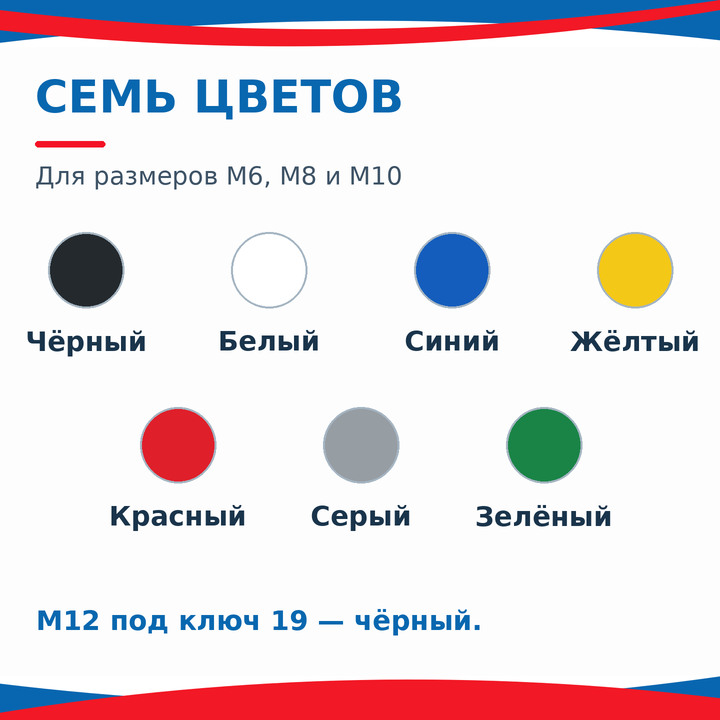 СЕМЬ ЦВЕТОВ
Для размеров М6, М8 и М10
Чёрный Белый Синий Жёлтый
Красный Серый Зелёный
М12 под ключ 19 — чёрный.